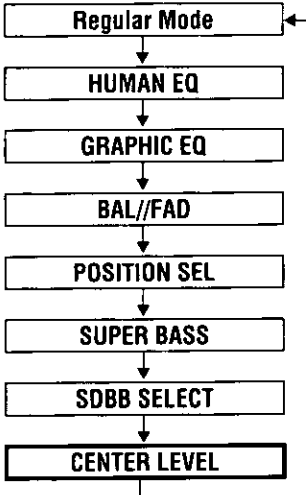 Regular Mode
HUMAN EQ
GRAPHIC EQ
BAL//FAD
POSITION SEL
SUPER BASS
SDBB SELECT
CENTER LEVEL